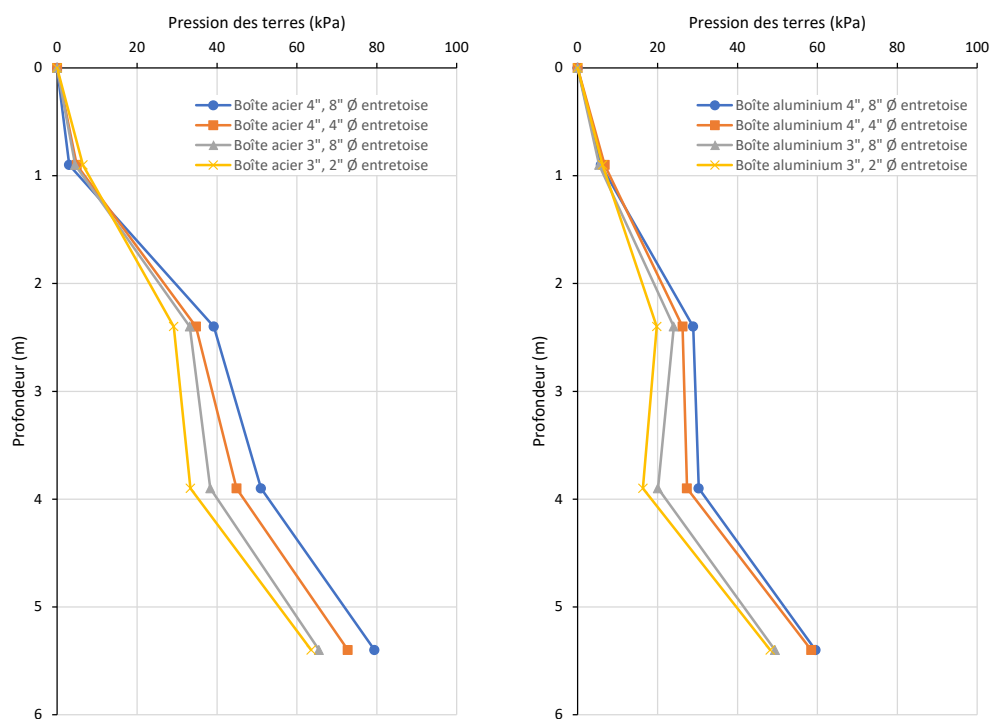 Pression des terres (kPa)
0 20 40 60 80 100
0
1
2
3
4
5
6
Profondeur (m)
Boîte acier 4", 8" Ø entretoise
Boîte acier 4", 4" Ø entretoise
Boîte acier 3", 8" Ø entretoise
Boîte acier 3", 2" Ø entretoise
Pression des terres (kPa)
0 20 40 60 80 100
0
1
2
3
4
5
6
Profondeur (m)
Boîte aluminium 4", 8" Ø entretoise
Boîte aluminium 4", 4" Ø entretoise
Boîte aluminium 3", 8" Ø entretoise
Boîte aluminium 3", 2" Ø entretoise